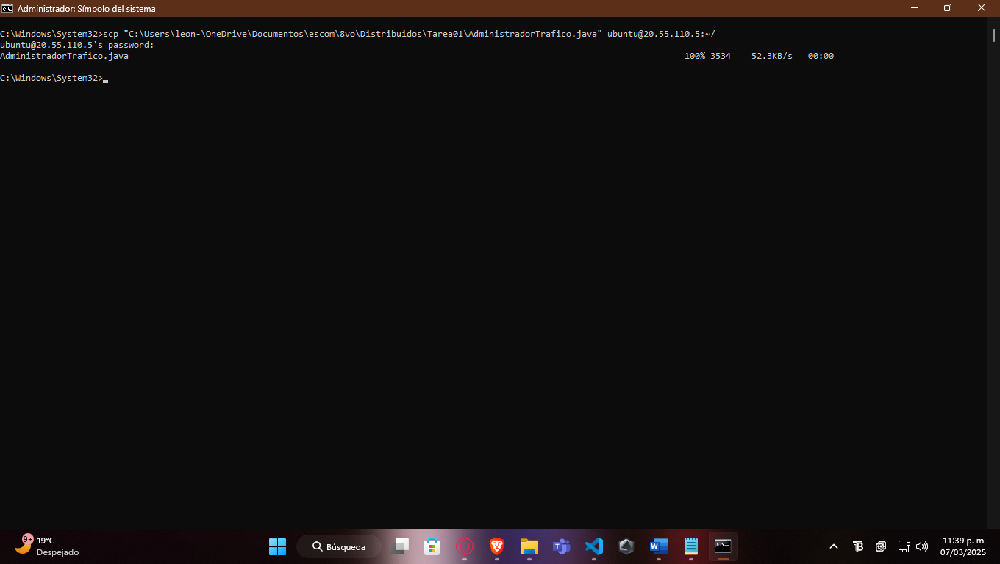 Administrador: Símbolo del sistema
C:\Windows\System32>scp "C:\Users\leon-\OneDrive\Documentos\escom\8vo\Distribuidos\Tarea01\AdministradorTrafico.java" ubuntu@20.55.110.5:~/
ubuntu@20.55.110.5's password:
AdministradorTrafico.java 100% 3534 52.3KB/s 00:00
C:\Windows\System32>
9+
19°C
Despejado
Búsqueda
11:39 p. m.
07/03/2025